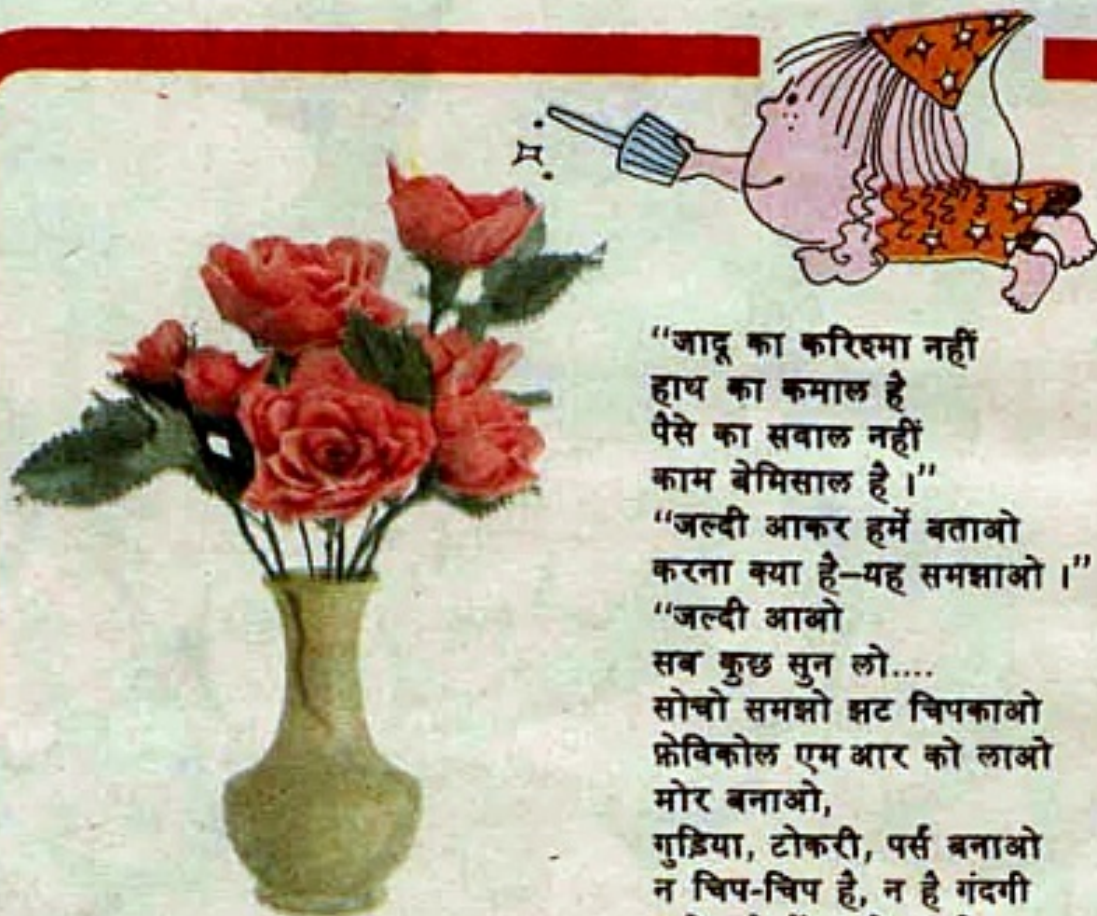 “जादू का करिश्मा नहीं
हाथ का कमाल है
पैसे का सवाल नहीं
काम बेमिसाल है ।”
“जल्दी आकर हमें बताओ
करना क्या है–यह समझाओ ।”
“जल्दी आओ
सब कुछ सुन लो....
सोचो समझो झट चिपकाओ
फ़ेविकोल एम आर को लाओ
मोर बनाओ,
गुड़िया, टोकरी, पर्स बनाओ
न चिप-चिप है, न है गंदगी